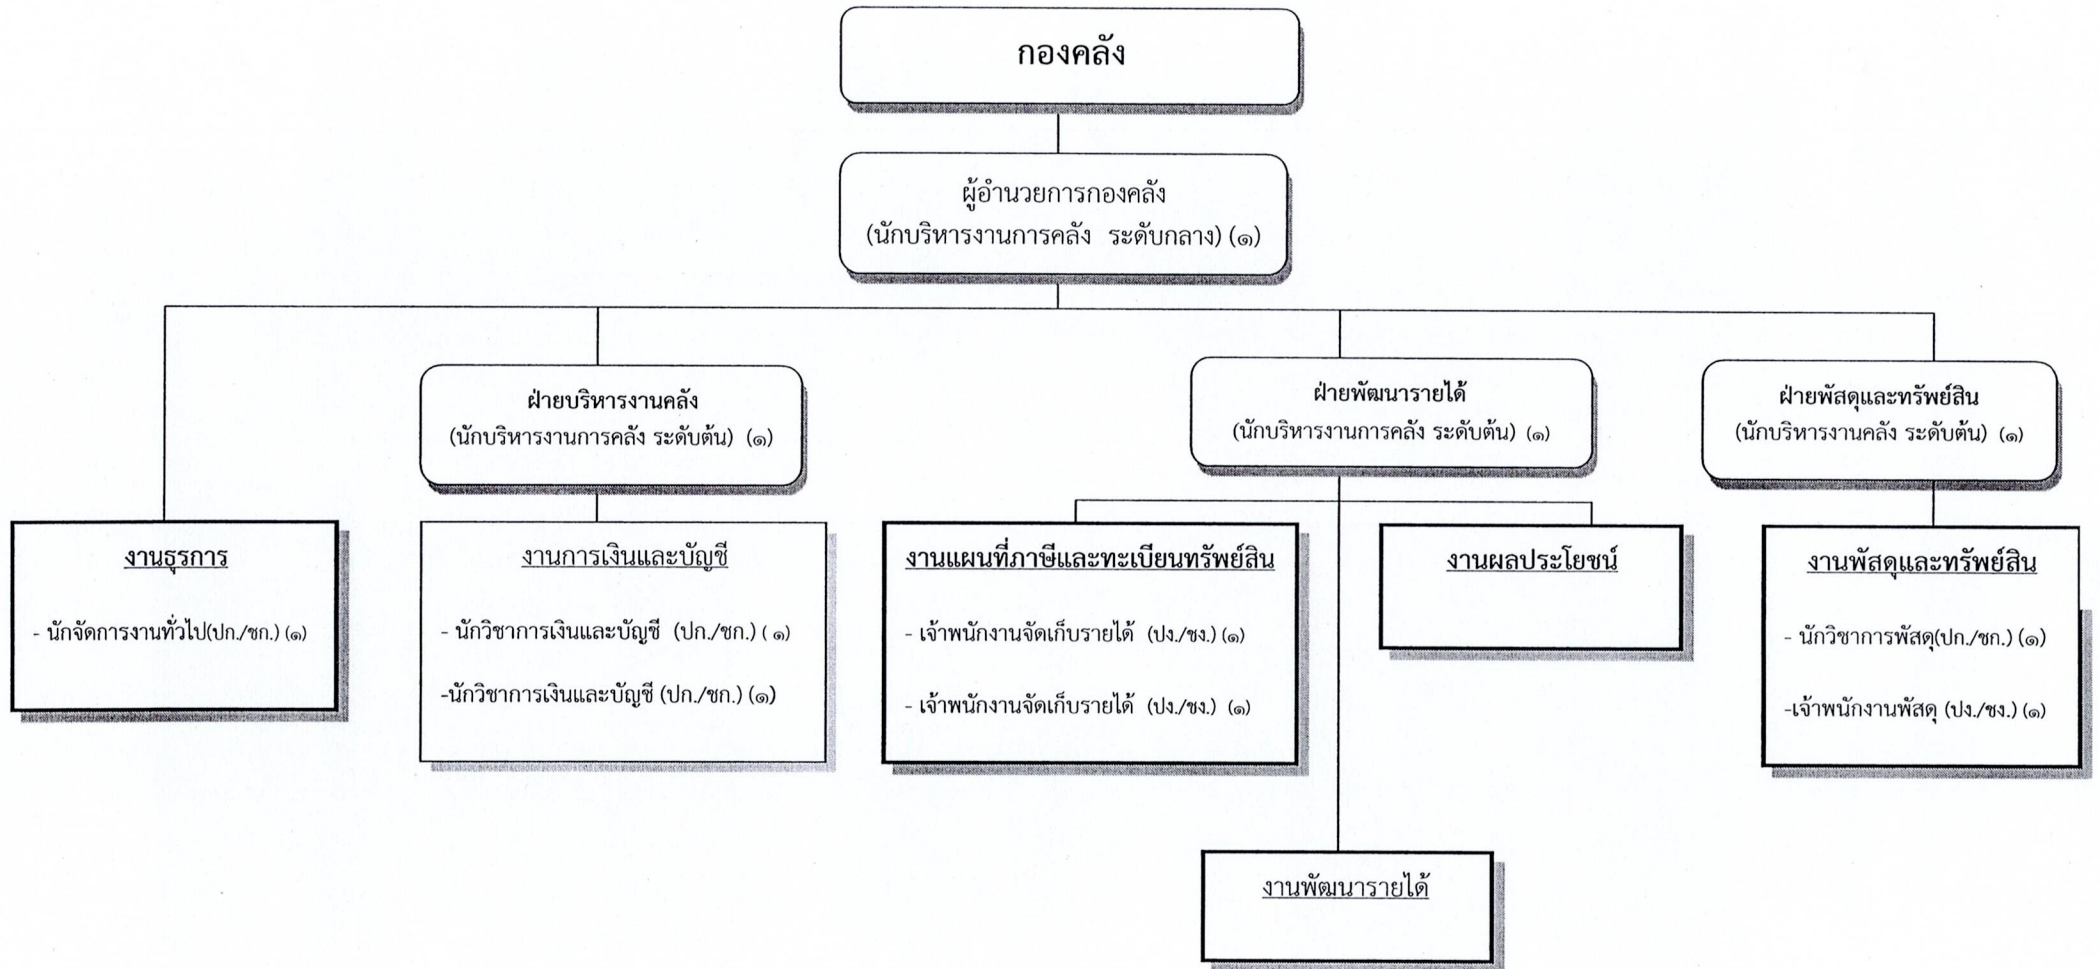 กองคลัง
ผู้อำนวยการกองคลัง
(นักบริหารงานการคลัง ระดับกลาง) (๑)
ฝ่ายบริหารงานคลัง
(นักบริหารงานการคลัง ระดับต้น) (๑)
ฝ่ายพัฒนารายได้
(นักบริหารงานการคลัง ระดับต้น) (๑)
ฝ่ายพัสดุและทรัพย์สิน
(นักบริหารงานคลัง ระดับต้น) (๑)
งานธุรการ
- นักจัดการงานทั่วไป(ปก./ชก.) (๑)
งานการเงินและบัญชี
- นักวิชาการเงินและบัญชี (ปก./ชก.) ( ๑)
-นักวิชาการเงินและบัญชี (ปก./ชก.) (๑)
งานแผนที่ภาษีและทะเบียนทรัพย์สิน
- เจ้าพนักงานจัดเก็บรายได้ (ปง./ชง.) (๑)
- เจ้าพนักงานจัดเก็บรายได้ (ปง./ชง.) (๑)
งานผลประโยชน์
งานพัสดุและทรัพย์สิน
- นักวิชาการพัสดุ(ปก./ชก.) (๑)
-เจ้าพนักงานพัสดุ (ปง./ชง.) (๑)
งานพัฒนารายได้